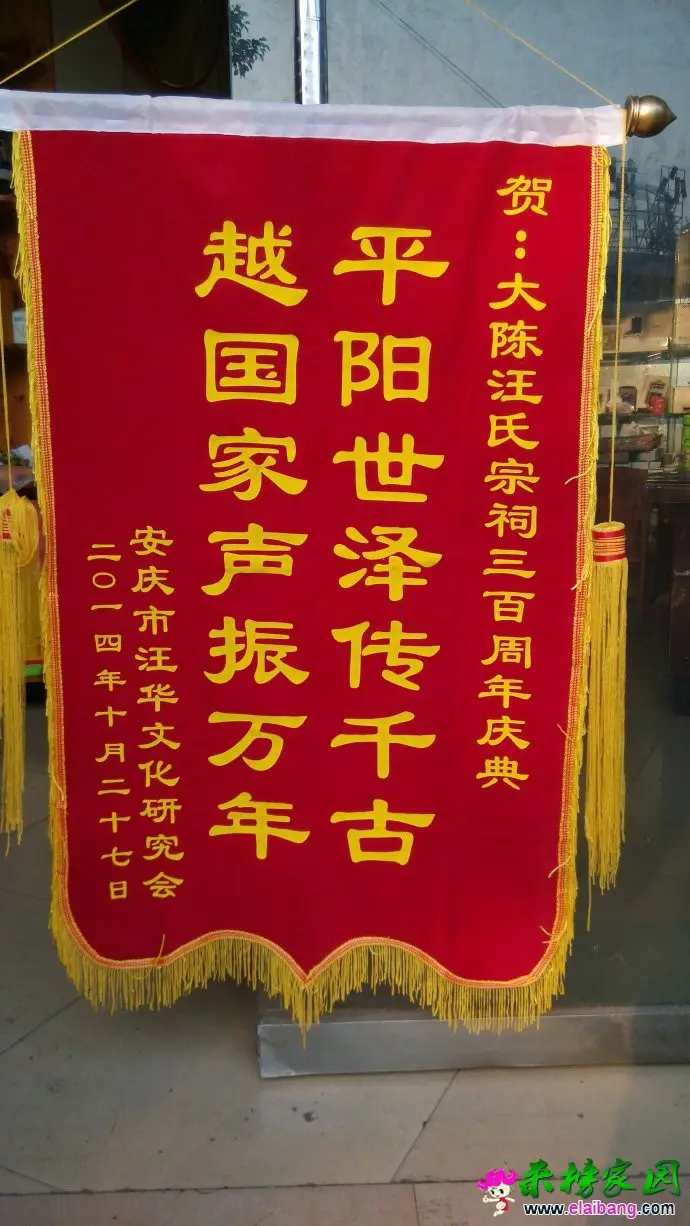 贺：大陈汪氏宗祠三百周年庆典
平阳世泽传千古
越国家声振万年
安庆市汪华文化研究会
二〇一四年十月二十七日
来榜家园
www.elaibang.com